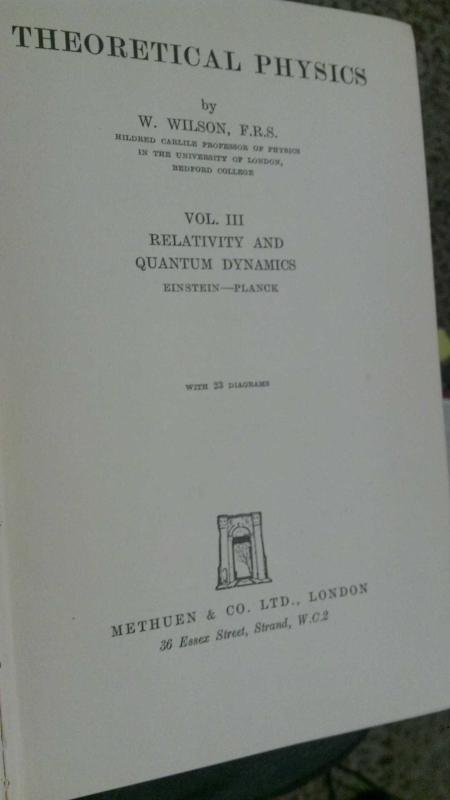 THEORETICAL PHYSICS
by
W. WILSON, F.R.S.
HILDRED CARLILE PROFESSOR OF PHYSICS
IN THE UNIVERSITY OF LONDON,
BEDFORD COLLEGE
VOL. III
RELATIVITY AND
QUANTUM DYNAMICS
EINSTEIN—PLANCK
WITH 23 DIAGRAMS
METHUEN & CO. LTD., LONDON
36 Essex Street, Strand, W.C.2